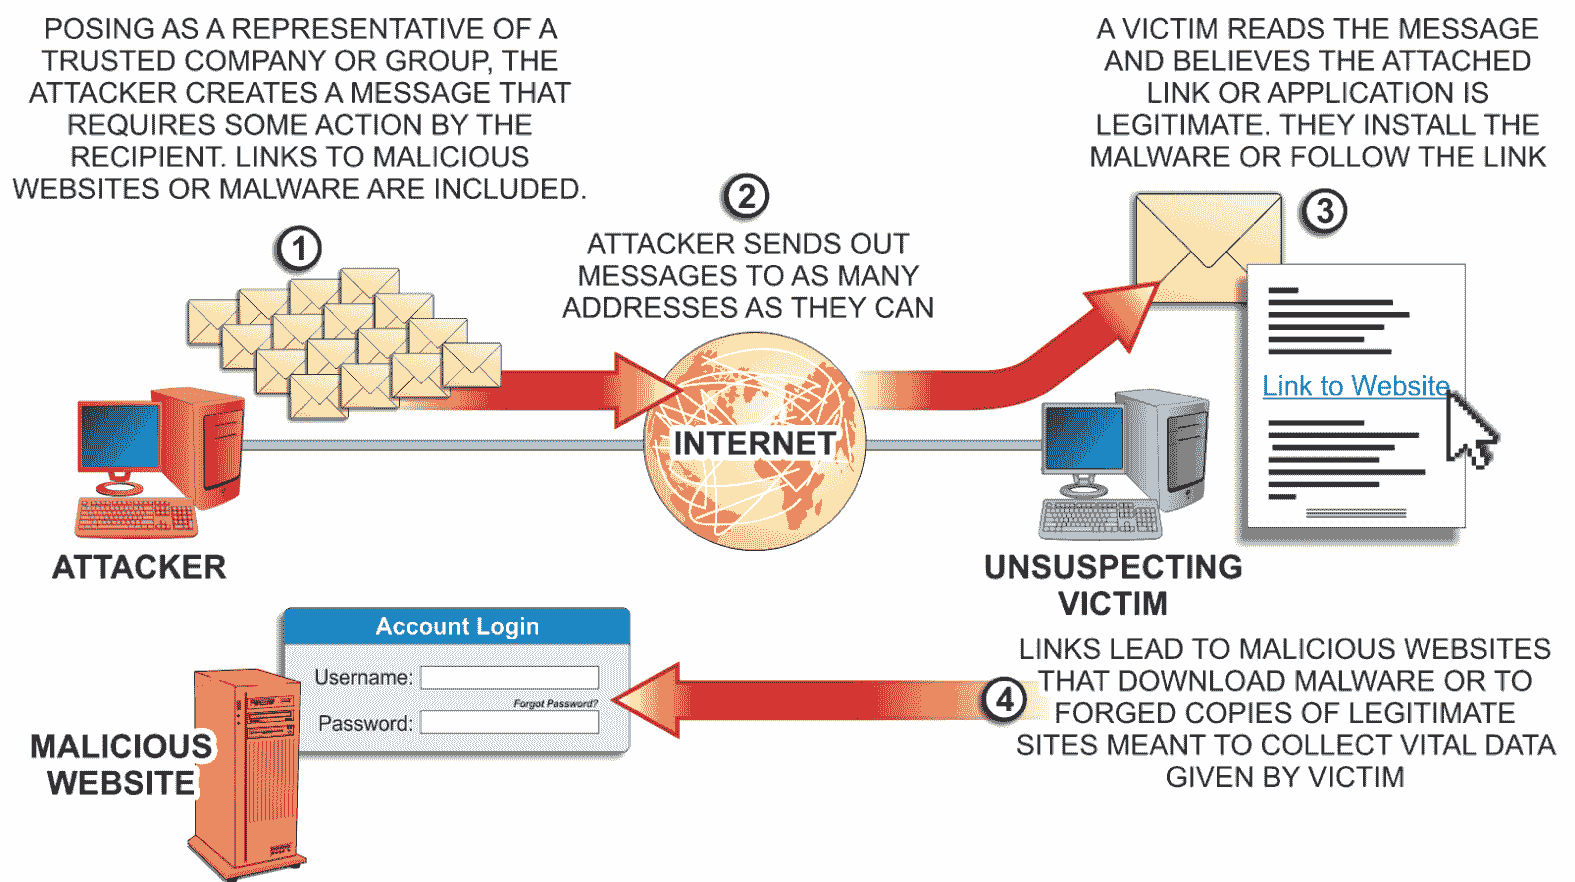 POSING AS A REPRESENTATIVE OF A
TRUSTED COMPANY OR GROUP, THE
ATTACKER CREATES A MESSAGE THAT
REQUIRES SOME ACTION BY THE
RECIPIENT. LINKS TO MALICIOUS
WEBSITES OR MALWARE ARE INCLUDED.
1
2
ATTACKER SENDS OUT
MESSAGES TO AS MANY
ADDRESSES AS THEY CAN
A VICTIM READS THE MESSAGE
AND BELIEVES THE ATTACHED
LINK OR APPLICATION IS
LEGITIMATE. THEY INSTALL THE
MALWARE OR FOLLOW THE LINK
3
Link to Website
INTERNET
ATTACKER
UNSUSPECTING
VICTIM
4
LINKS LEAD TO MALICIOUS WEBSITES
THAT DOWNLOAD MALWARE OR TO
FORGED COPIES OF LEGITIMATE
SITES MEANT TO COLLECT VITAL DATA
GIVEN BY VICTIM
Account Login
Username:
Forgot Password?
Password:
MALICIOUS
WEBSITE